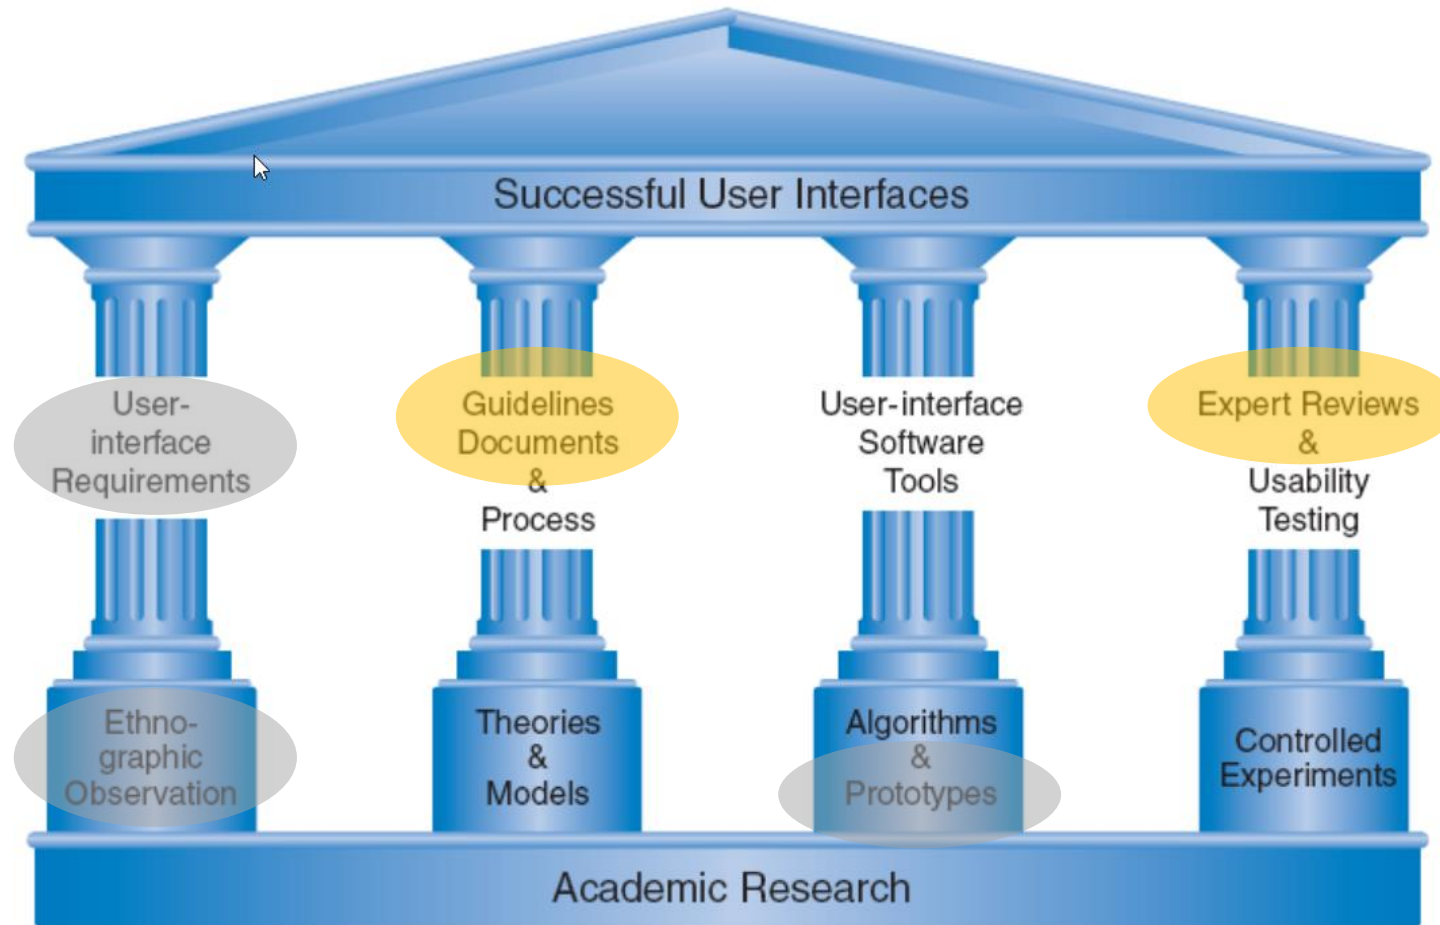 Successful User Interfaces
User-
interface
Requirements
Guidelines
Documents
&
Process
User-interface
Software
Tools
Expert Reviews
&
Usability
Testing
Ethno-
graphic
Observation
Theories
&
Models
Algorithms
&
Prototypes
Controlled
Experiments
Academic Research